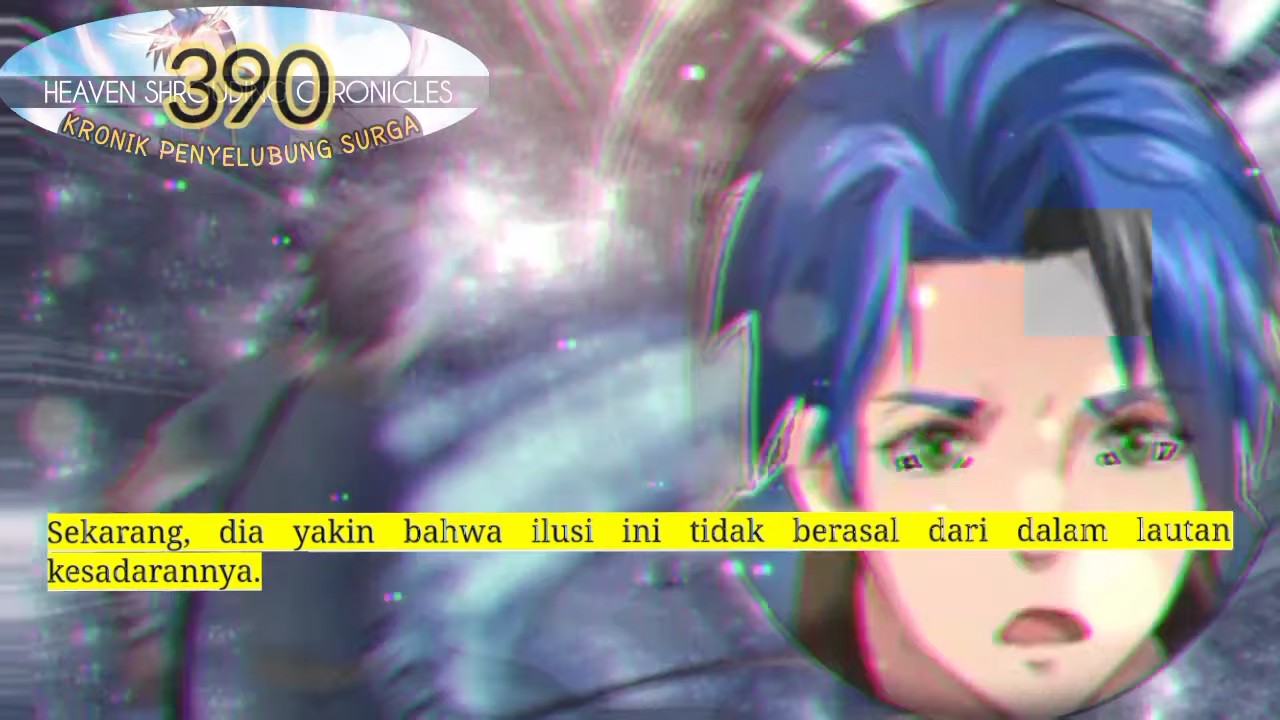 390
HEAVEN SHROUDING CHRONICLES
KRONIK PENYELUBUNG SURGA
Sekarang, dia yakin bahwa ilusi ini tidak berasal dari dalam lautan
kesadarannya.